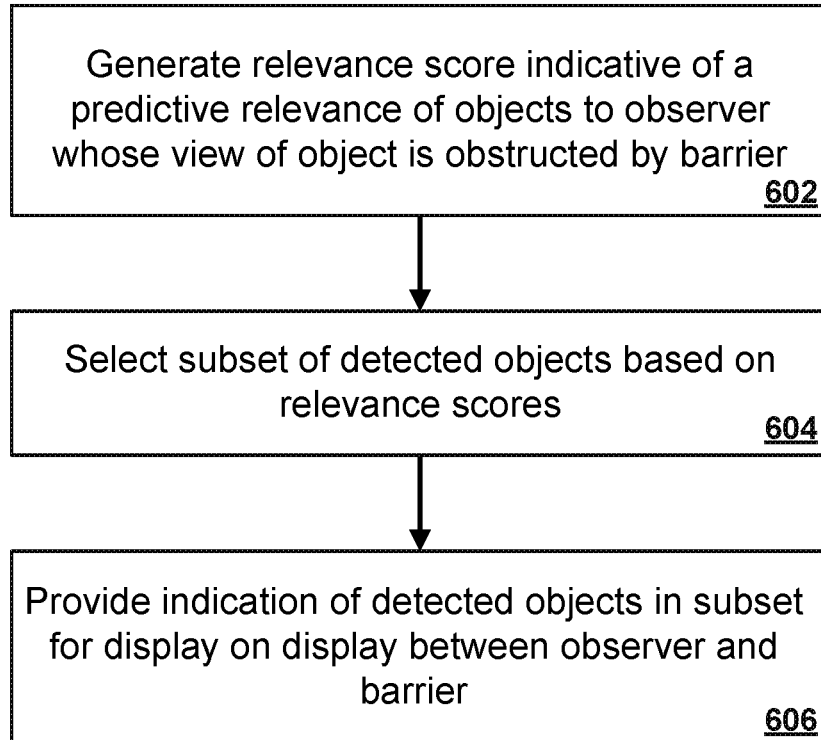 Generate relevance score indicative of a
predictive relevance of objects to observer
whose view of object is obstructed by barrier
602
Select subset of detected objects based on
relevance scores
604
Provide indication of detected objects in subset
for display on display between observer and
barrier
606